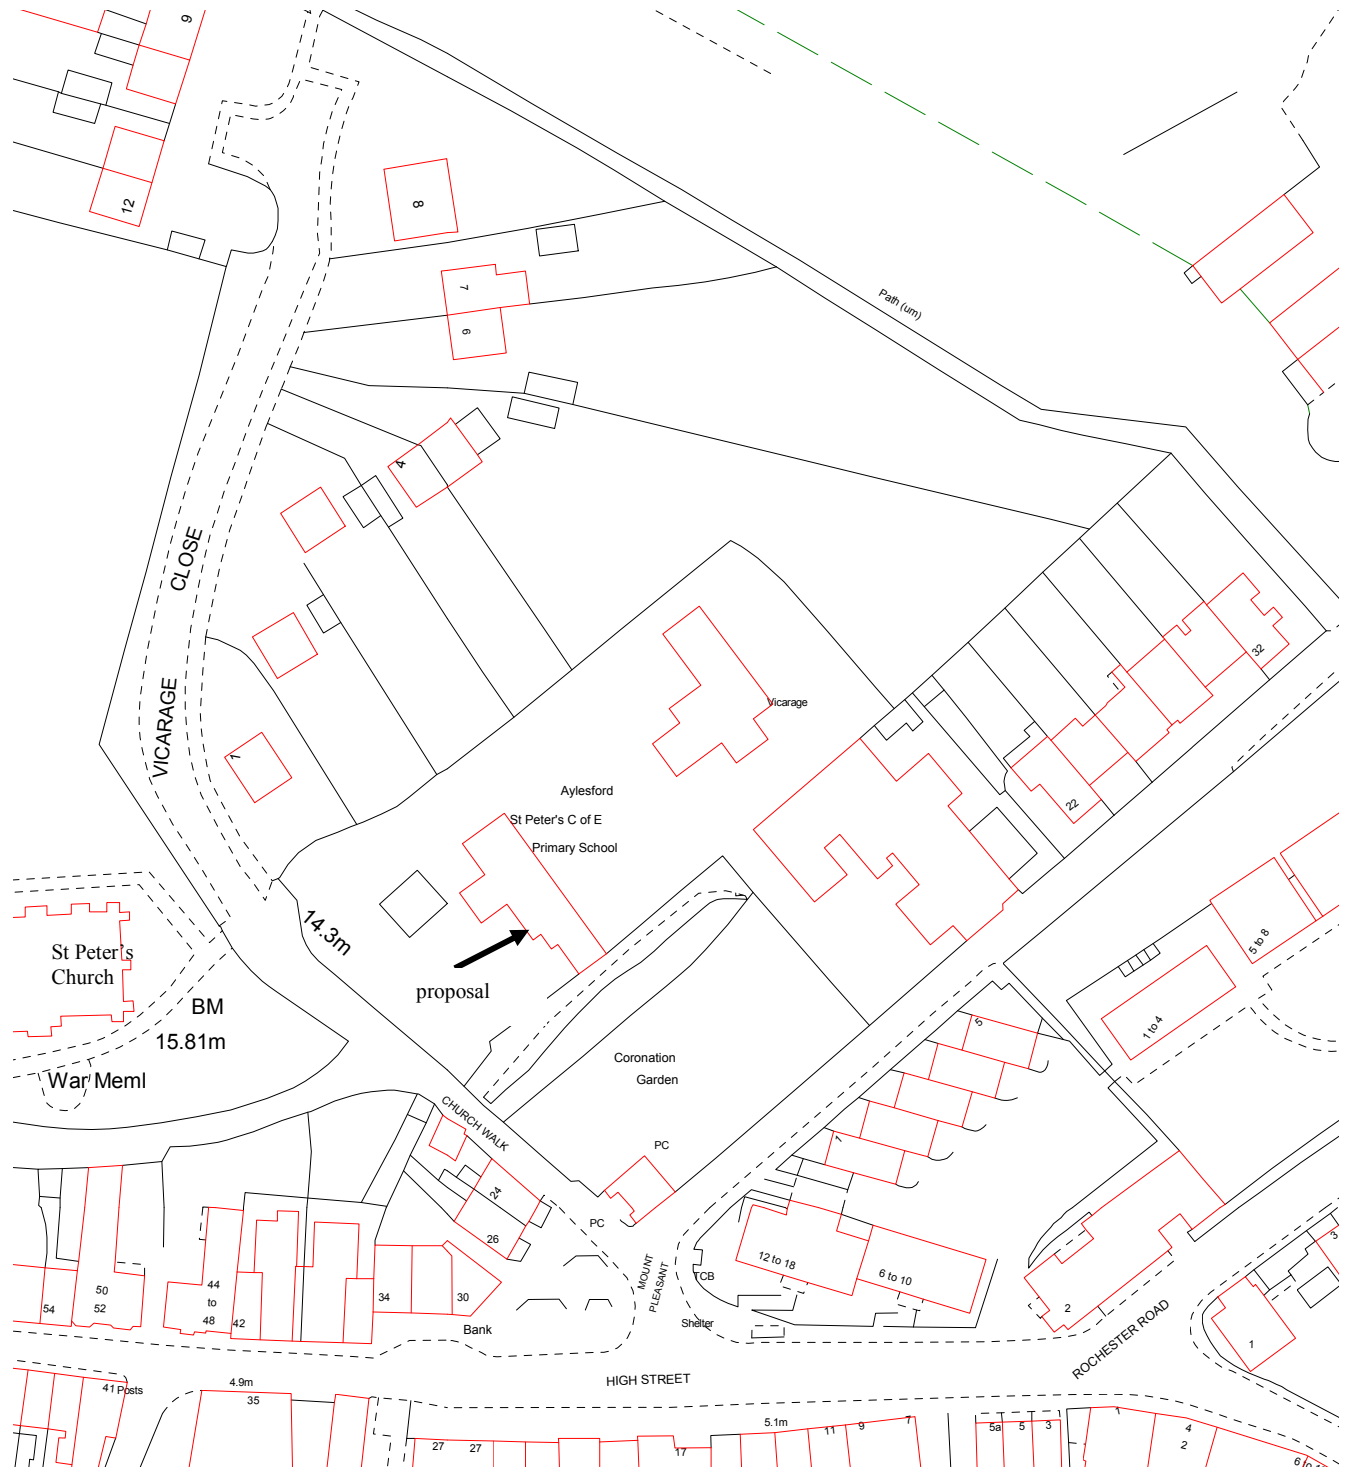 9
12
8
7
6
Path (um)
4
VICARAGE CLOSE
1
32
22
Vicarage
Aylesford
St Peter's C of E
Primary School
14.3m
St Peter's
Church
proposal
BM
15.81m
War Meml
Coronation
Garden
CHURCH WALK
PC
PC
24
26
MOUNT
PLEASANT
TCB
Shelter
5
1
5 to 8
1 to 4
12 to 18
6 to 10
2
ROCHESTER ROAD
3
1
54
50
52
44
to
48
42
34
30
Bank
HIGH STREET
41
Posts
4.9m
35
27
27
17
5.1m
11
9
7
5a
5
3
1
4
2